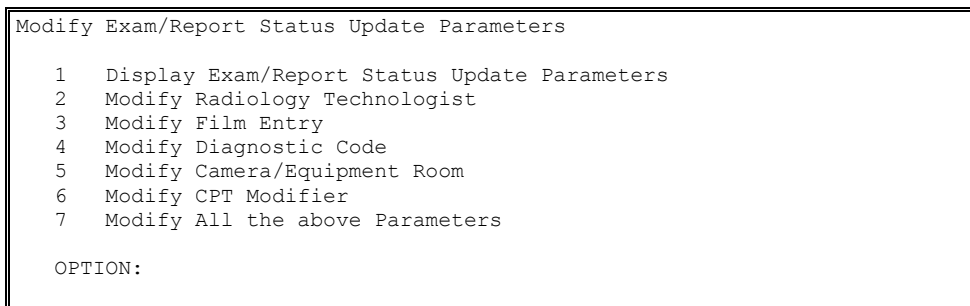 Modify Exam/Report Status Update Parameters
1 Display Exam/Report Status Update Parameters
2 Modify Radiology Technologist
3 Modify Film Entry
4 Modify Diagnostic Code
5 Modify Camera/Equipment Room
6 Modify CPT Modifier
7 Modify All the above Parameters
OPTION: